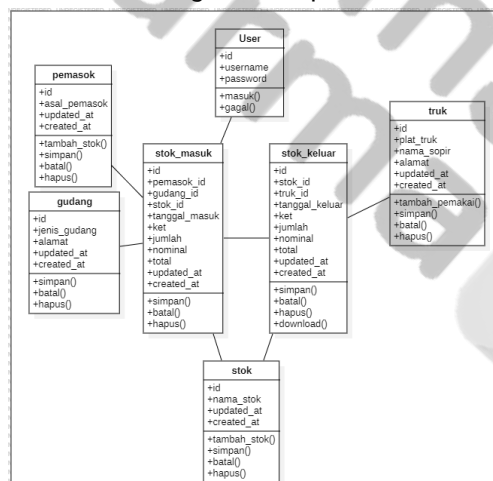 User
+id
+username
+password
+masuk()
+gagal()
pemasok
+id
+asal_pemasok
+updated_at
+created_at
+tambah_stok()
+simpan()
+batal()
+hapus()
gudang
+id
+jenis_gudang
+alamat
+updated_at
+created_at
+simpan()
+batal()
+hapus()
stok_masuk
+id
+pemasok_id
+gudang_id
+stok_id
+tanggal_masuk
+ket
+jumlah
+nominal
+total
+updated_at
+created_at
+simpan()
+batal()
+hapus()
stok_keluar
+id
+stok_id
+truk_id
+tanggal_keluar
+ket
+jumlah
+nominal
+total
+updated_at
+created_at
+simpan()
+batal()
+hapus()
+download()
truk
+id
+plat_truk
+nama_sopir
+alamat
+updated_at
+created_at
+tambah_pemakai()
+simpan()
+batal()
+hapus()
stok
+id
+nama_stok
+updated_at
+created_at
+tambah_stok()
+simpan()
+batal()
+hapus()